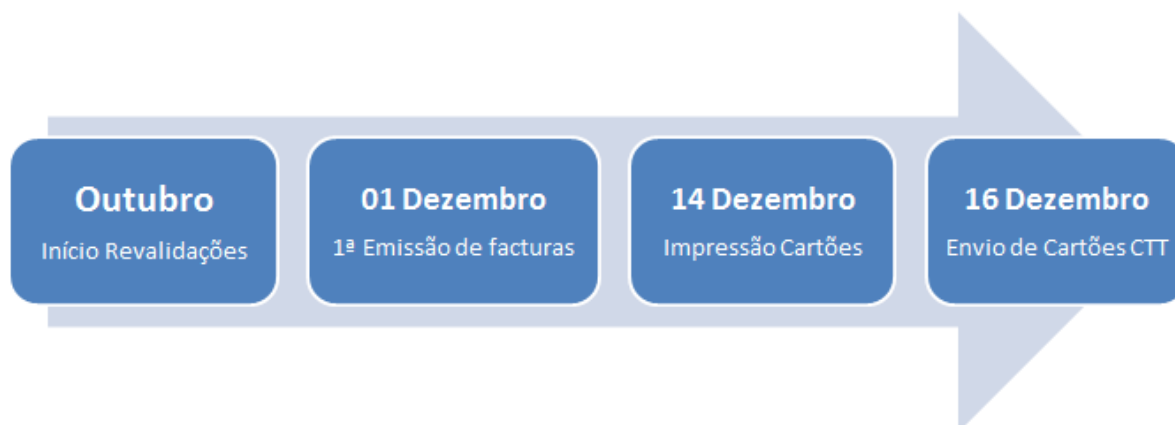 Outubro
Início Revalidações
01 Dezembro
1ª Emissão de facturas
14 Dezembro
Impressão Cartões
16 Dezembro
Envio de Cartões CTT